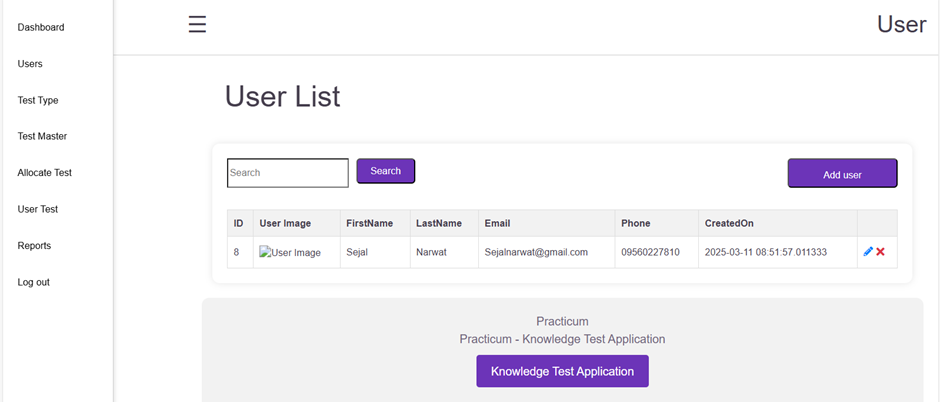 Dashboard
Users
Test Type
Test Master
Allocate Test
User Test
Reports
Log out
User
User List
Search
Search
Add user
ID User Image FirstName LastName Email Phone CreatedOn
8 User Image Sejal Narwat Sejalnarwat@gmail.com 09560227810 2025-03-11 08:51:57.011333
Practicum
Practicum - Knowledge Test Application
Knowledge Test Application